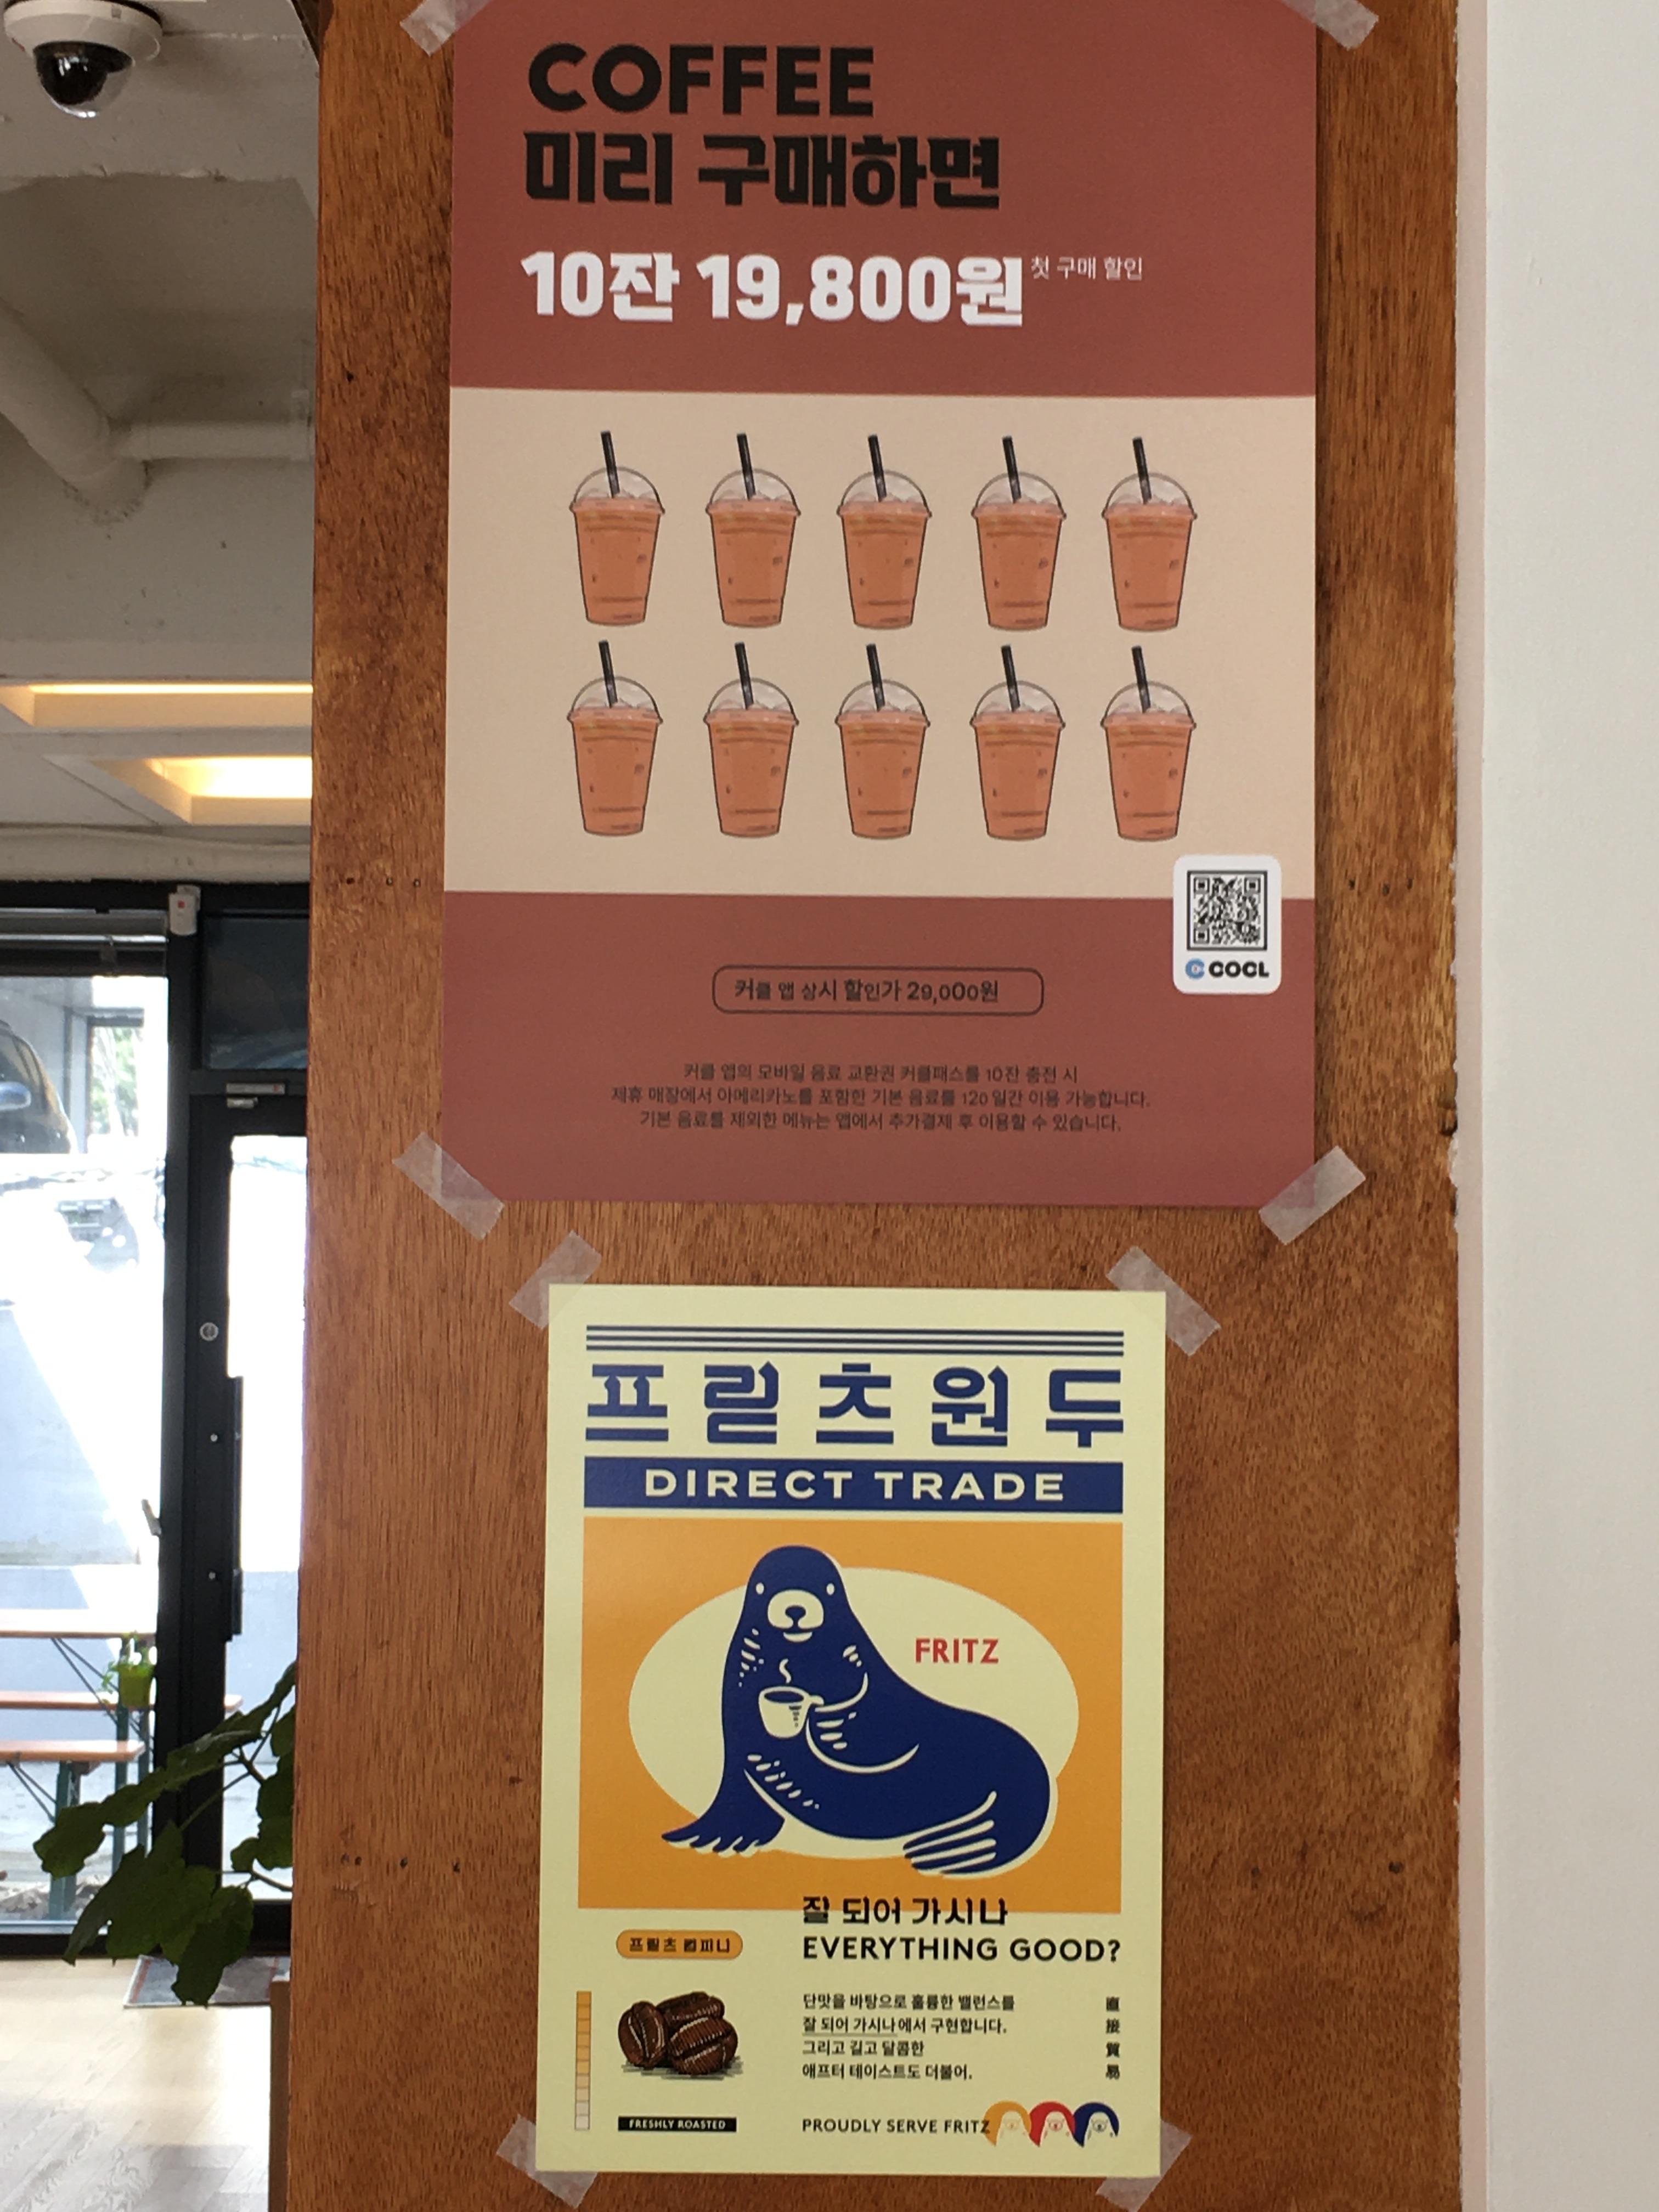 COFFEE
미리 구매하면
10잔 19,800원 첫 구매 할인
COCL
커클 앱 상시 할인가 29,000원
커클 앱의 모바일 음료 교환권 커클패스를 10잔 충전 시
제휴 매장에서 아메리카노를 포함한 기본 음료를 120일간 이용 가능합니다.
기본 음료를 제외한 메뉴는 앱에서 추가결제 후 이용할 수 있습니다.
프릳츠원두
DIRECT TRADE
FRITZ
잘 되어 가시나
EVERYTHING GOOD?
프릳츠 컴퍼니
단맛을 바탕으로 훌륭한 밸런스를
잘 되어 가시나에서 구현합니다.
그리고 길고 달콤한
애프터 테이스트도 더불어.
直接貿易
FRESHLY ROASTED
PROUDLY SERVE FRITZ